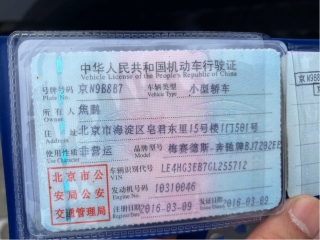 中华人民共和国机动车行驶证
Vehicle License of the People's Republic of China
号牌号码 京N9B8B7 车辆类型 小型轿车
Plate No. Vehicle Type
所有人 焦鹏
Owner
住址 北京市海淀区皂君东里15号楼1门501号
Address
使用性质 非营运 品牌型号 梅赛德斯-奔驰牌BJ7292EE
Use Character Model
北京市公安局公安交通管理局
车辆识别代号 LE4HG3EB7GL255712
VIN
发动机号码 10310046
Engine No.
注册日期 2016-03-09 发证日期 2016-03-09
Register Date Issue Date